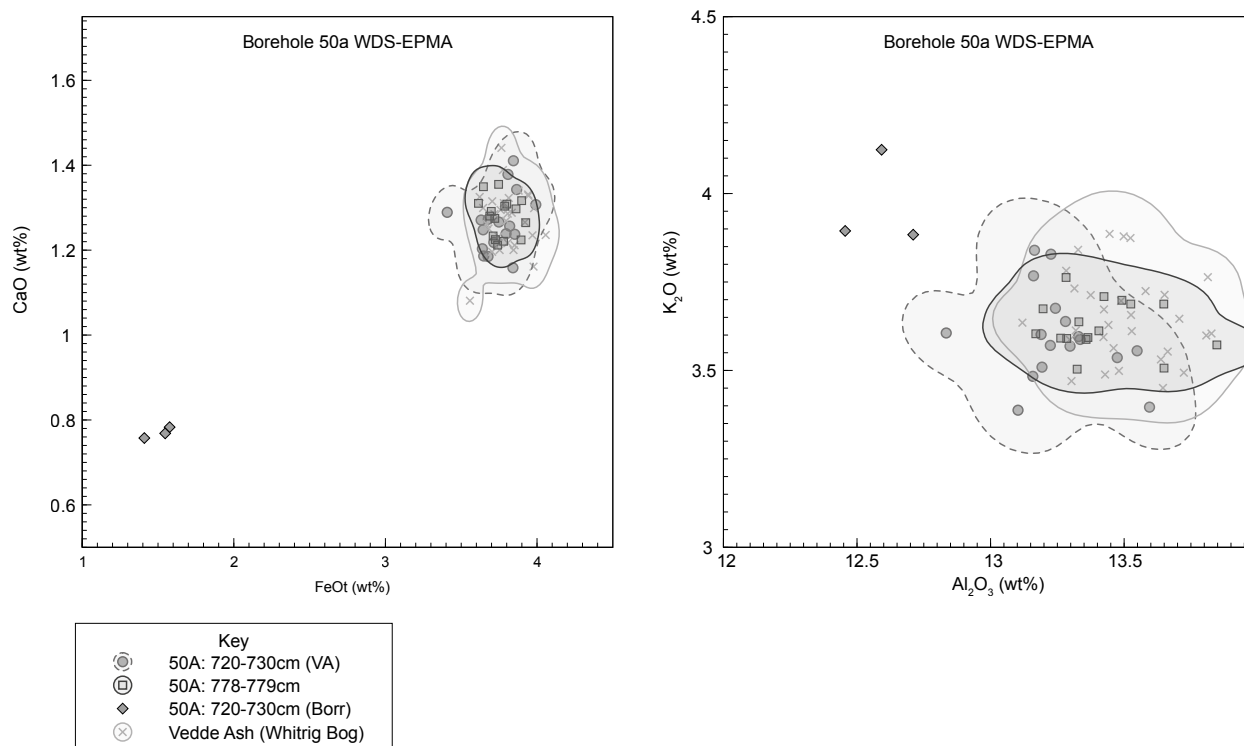 Borehole 50a WDS-EPMA
1.6
1.4
1.2
1
0.8
0.6
CaO (wt%)
1
2
3
4
FeOt (wt%)
Borehole 50a WDS-EPMA
4.5
4
3.5
3
K₂O (wt%)
12
12.5
13
13.5
Al₂O₃ (wt%)
Key
50A: 720-730cm (VA)
50A: 778-779cm
50A: 720-730cm (Borr)
Vedde Ash (Whitrig Bog)